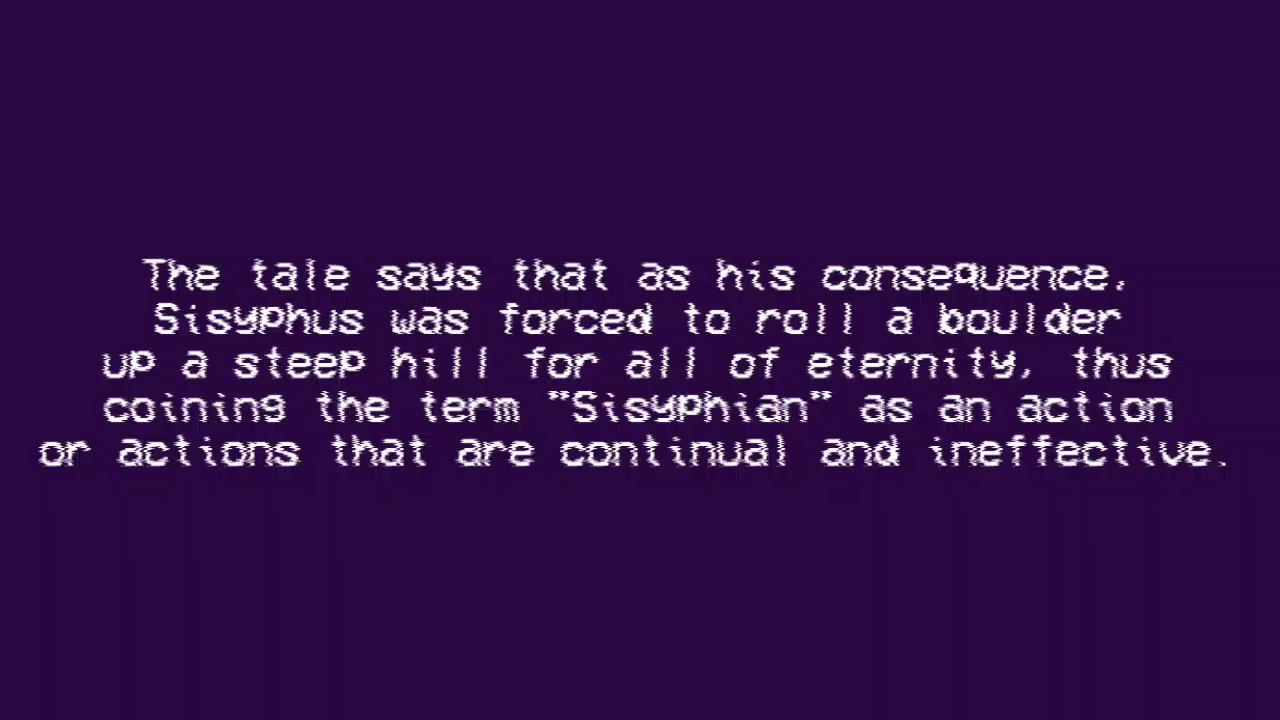 The tale says that as his consequence,
Sisyphus was forced to roll a boulder
up a steep hill for all of eternity, thus
coining the term "Sisyphian" as an action
or actions that are continual and ineffective.